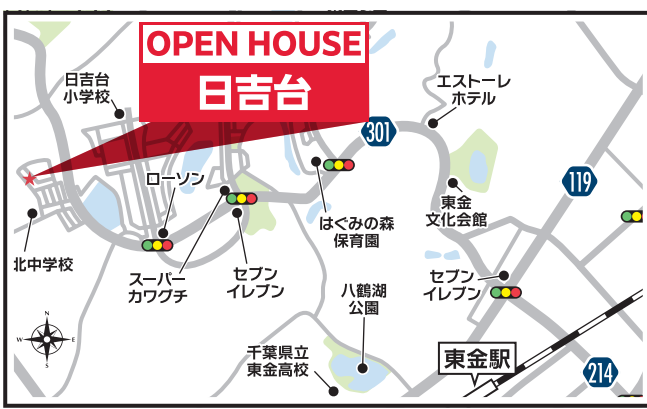 OPEN HOUSE
日吉台
日吉台
小学校
エストーレ
ホテル
301
119
ローソン
東金
文化会館
はぐみの森
保育園
北中学校
スーパー
カワグチ
セブン
イレブン
セブン
イレブン
八鶴湖
公園
N
W
E
S
千葉県立
東金高校
東金駅
214